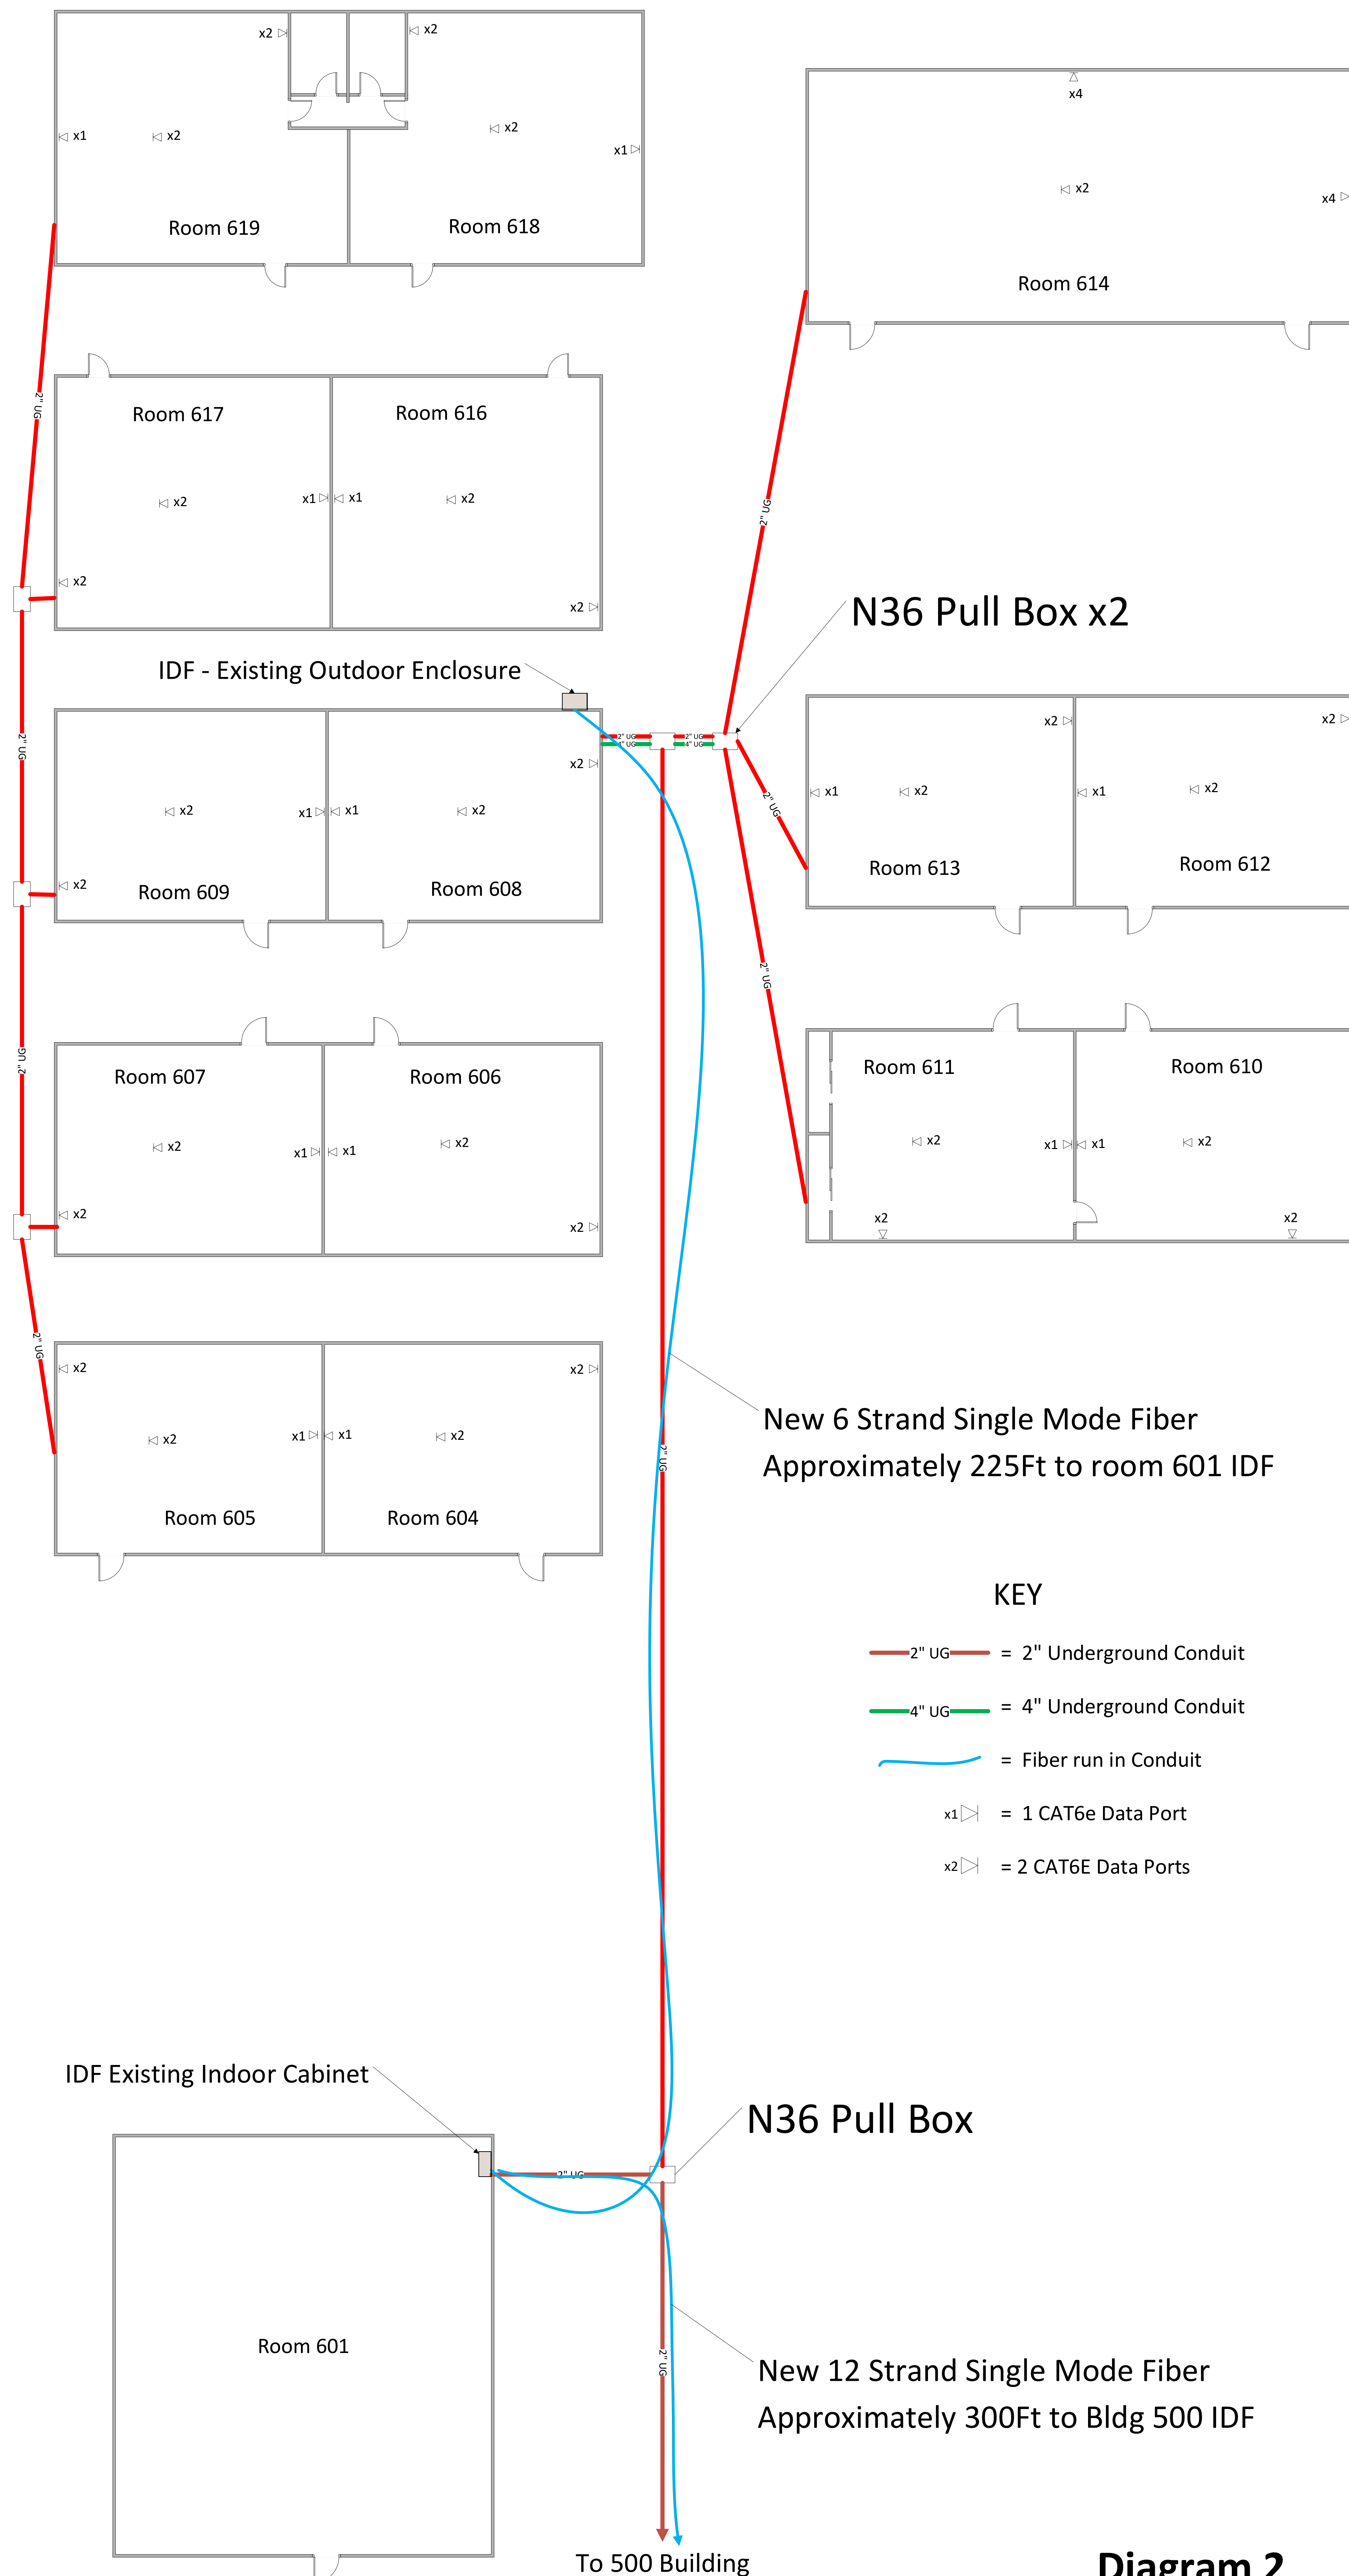 x2
x2
x4
x1
x2
x2
x1
x2
x4
Room 619
Room 618
Room 614
2" UG
Room 617
Room 616
x2
x1
x1
x2
2" UG
x2
x2
N36 Pull Box x2
IDF - Existing Outdoor Enclosure
2" UG
2" UG
2" UG
4" UG
4" UG
x2
x2
x2
x2
x1
x1
x2
x1
x2
x1
x2
2" UG
x2
Room 609
Room 608
Room 613
Room 612
2" UG
2" UG
Room 607
Room 606
Room 611
Room 610
x2
x1
x1
x2
x2
x1
x1
x2
x2
x2
x2
x2
2" UG
x2
x2
x2
x1
x1
x2
2" UG
New 6 Strand Single Mode Fiber
Approximately 225Ft to room 601 IDF
Room 605
Room 604
KEY
2" UG = 2" Underground Conduit
4" UG = 4" Underground Conduit
= Fiber run in Conduit
x1 = 1 CAT6e Data Port
x2 = 2 CAT6E Data Ports
IDF Existing Indoor Cabinet
N36 Pull Box
2" UG
Room 601
2" UG
New 12 Strand Single Mode Fiber
Approximately 300Ft to Bldg 500 IDF
To 500 Building
Diagram 2